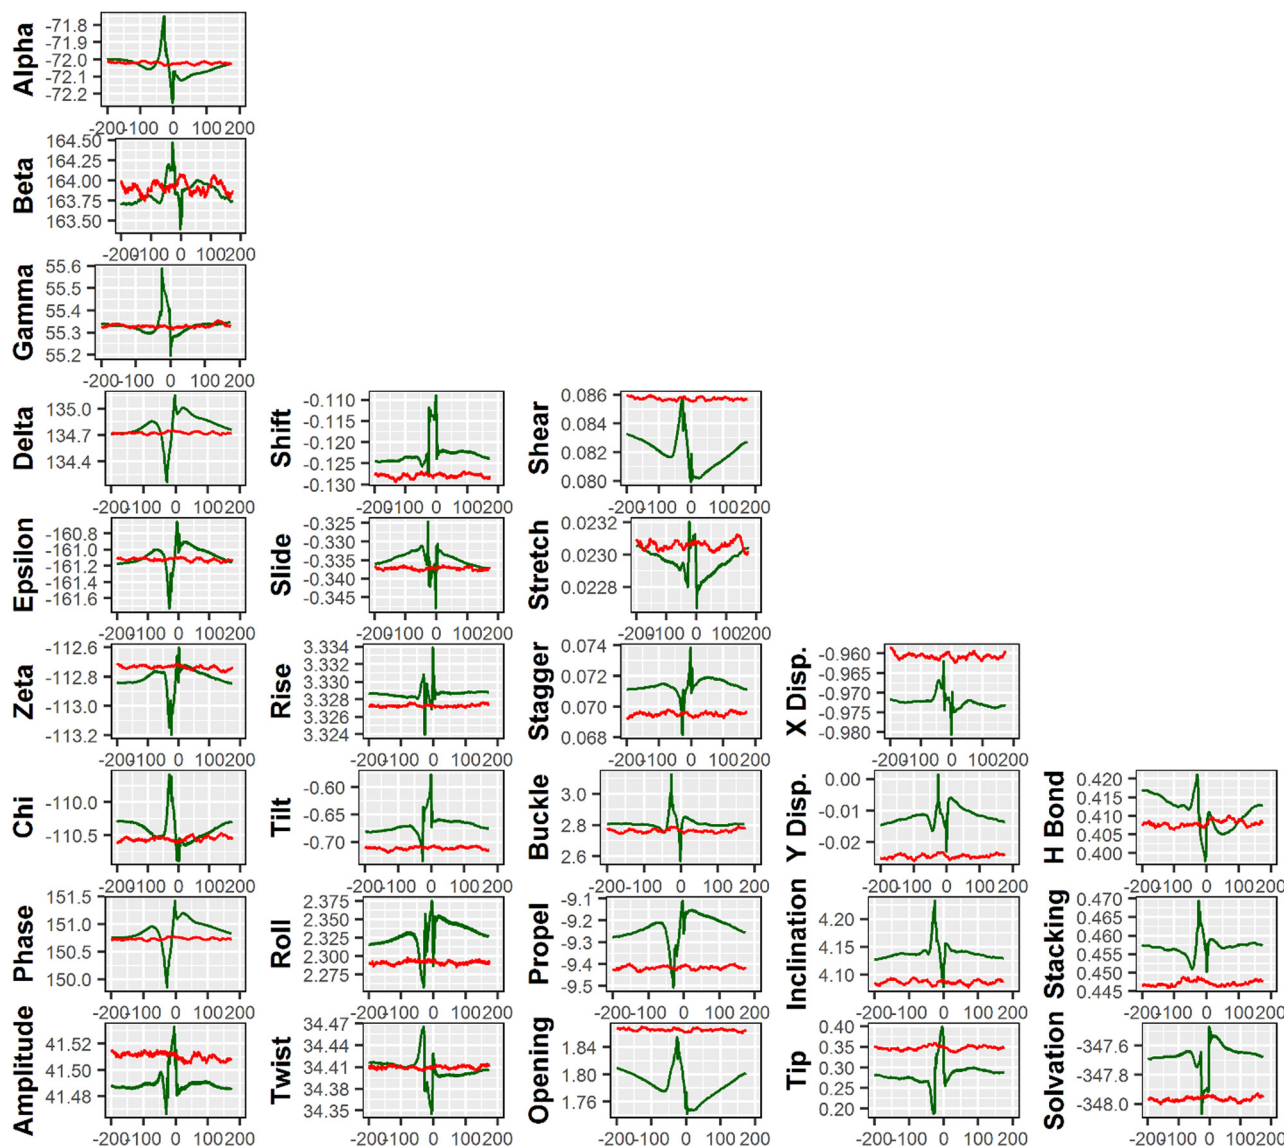 Alpha
-71.8
-71.9
-72.0
-72.1
-72.2
-200-100 0 100 200
Beta
164.50
164.25
164.00
163.75
163.50
-200-100 0 100 200
Gamma
55.6
55.5
55.4
55.3
55.2
-200-100 0 100 200
Delta
135.0
134.7
134.4
-200-100 0 100 200
Shift
-0.110
-0.115
-0.120
-0.125
-0.130
-200-100 0 100 200
Shear
0.086
0.084
0.082
0.080
-200-100 0 100 200
Epsilon
-160.8
-161.0
-161.2
-161.4
-161.6
-200-100 0 100 200
Slide
-0.325
-0.330
-0.335
-0.340
-0.345
-200-100 0 100 200
Stretch
0.0232
0.0230
0.0228
-200-100 0 100 200
Zeta
-112.6
-112.8
-113.0
-113.2
-200-100 0 100 200
Rise
3.334
3.332
3.330
3.328
3.326
3.324
-200-100 0 100 200
Stagger
0.074
0.072
0.070
0.068
-200-100 0 100 200
X Disp.
-0.960
-0.965
-0.970
-0.975
-0.980
-200-100 0 100 200
Chi
-110.0
-110.5
-200-100 0 100 200
Tilt
-0.60
-0.65
-0.70
-200-100 0 100 200
Buckle
3.0
2.8
2.6
-200-100 0 100 200
Y Disp.
0.00
-0.01
-0.02
-200-100 0 100 200
H Bond
0.420
0.415
0.410
0.405
0.400
-200-100 0 100 200
Phase
151.5
151.0
150.5
150.0
-200-100 0 100 200
Roll
2.375
2.350
2.325
2.300
2.275
-200-100 0 100 200
Propel
-9.1
-9.2
-9.3
-9.4
-9.5
-200-100 0 100 200
Inclination
4.20
4.15
4.10
-200-100 0 100 200
Stacking
0.470
0.465
0.460
0.455
0.450
0.445
-200-100 0 100 200
Amplitude
41.52
41.50
41.48
-200-100 0 100 200
Twist
34.47
34.44
34.41
34.38
34.35
-200-100 0 100 200
Opening
1.84
1.80
1.76
-200-100 0 100 200
Tip
0.40
0.35
0.30
0.25
0.20
-200-100 0 100 200
Solvation
-347.6
-347.8
-348.0
-200-100 0 100 200